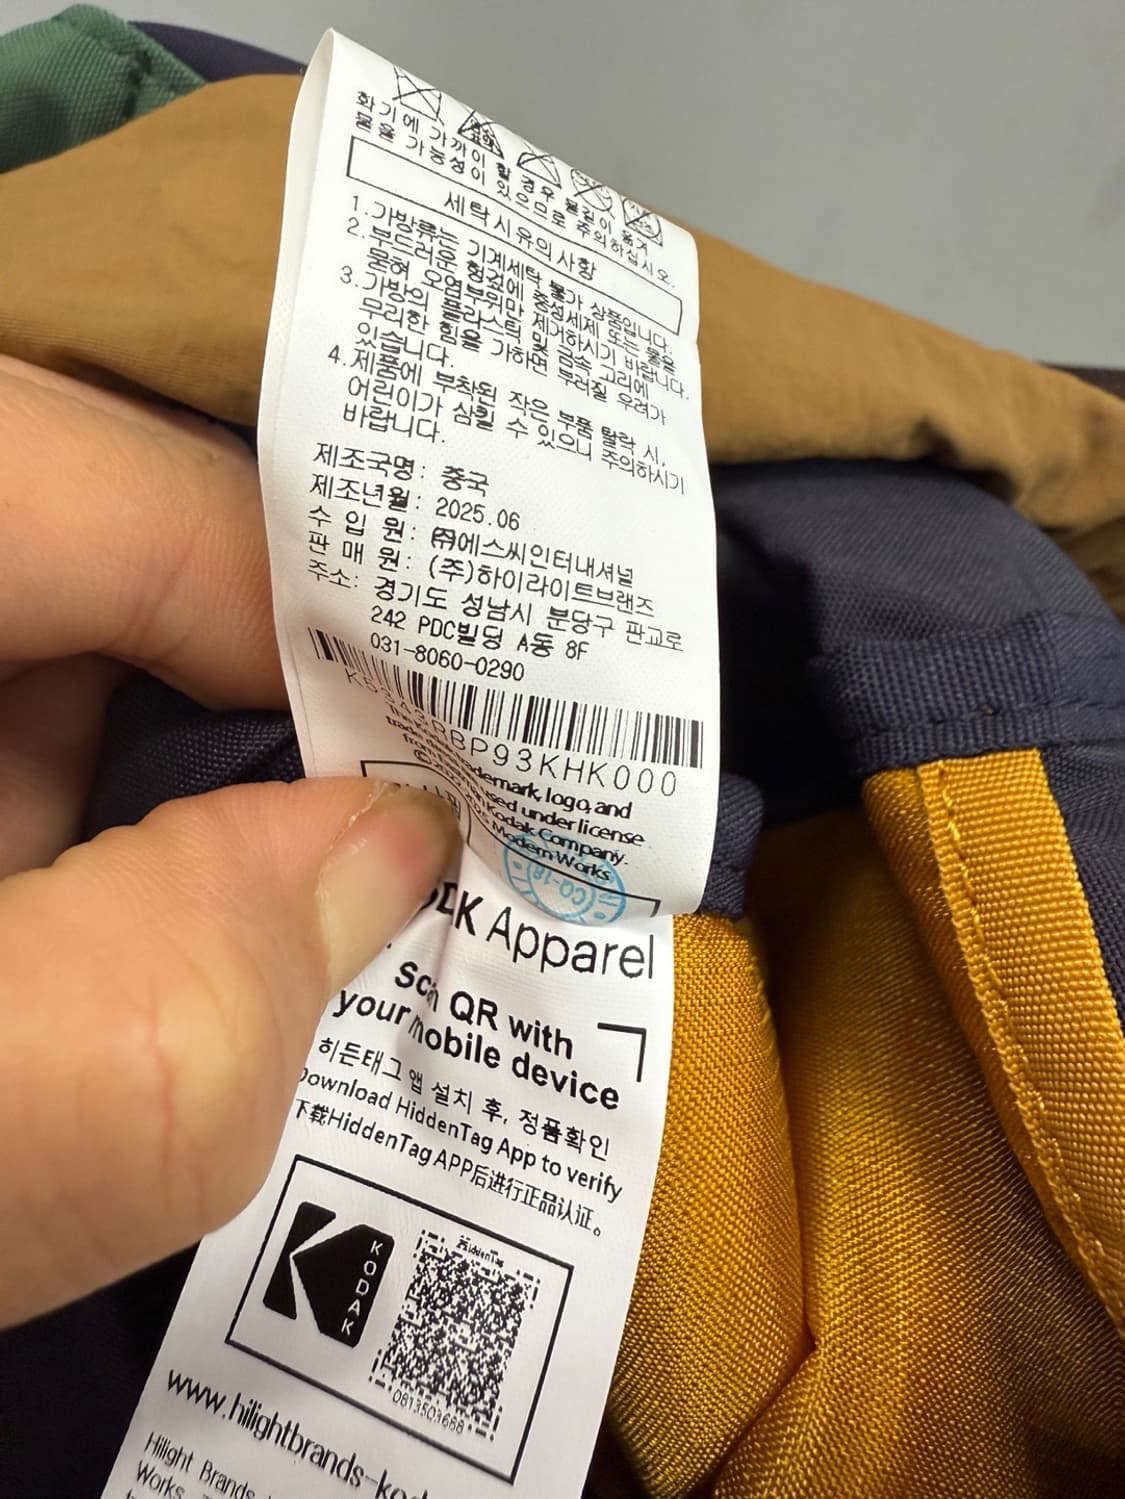 화기에 가까이 할 경우 불길이 옮겨
붙을 가능성이 있으므로 주의하십시오.
세탁시유의사항
1. 가방류는 기계세탁 불가 상품입니다.
2. 부드러운 헝겊에 중성세제 또는 물을
묻혀 오염부위만 제거하시기 바랍니다.
3. 가방의 플라스틱 및 금속 고리에
무리한 힘을 가하면 부러질 우려가
있습니다.
4. 제품에 부착된 작은 부품 탈락 시,
어린이가 삼킬 수 있으니 주의하시기
바랍니다.
제조국명: 중국
제조년월: 2025.06
수 입 원: ㈜에스씨인터내셔널
판 매 원: (주)하이라이트브랜즈
주소: 경기도 성남시 분당구 판교로
242 PDC빌딩 A동 8F
031-8060-0290
BP93KHK000
trademark, logo, and
used under license
Kodak Company.
Modern Works
CO-18
Apparel
Scan QR with
your mobile device
히든태그 앱 설치 후, 정품확인
Download HiddenTag App to verify
下载HiddenTag APP后进行正品认证。
KODAK
HiddenTag
0813503688
www.hilightbrands-kod
Hilight Brands
Works